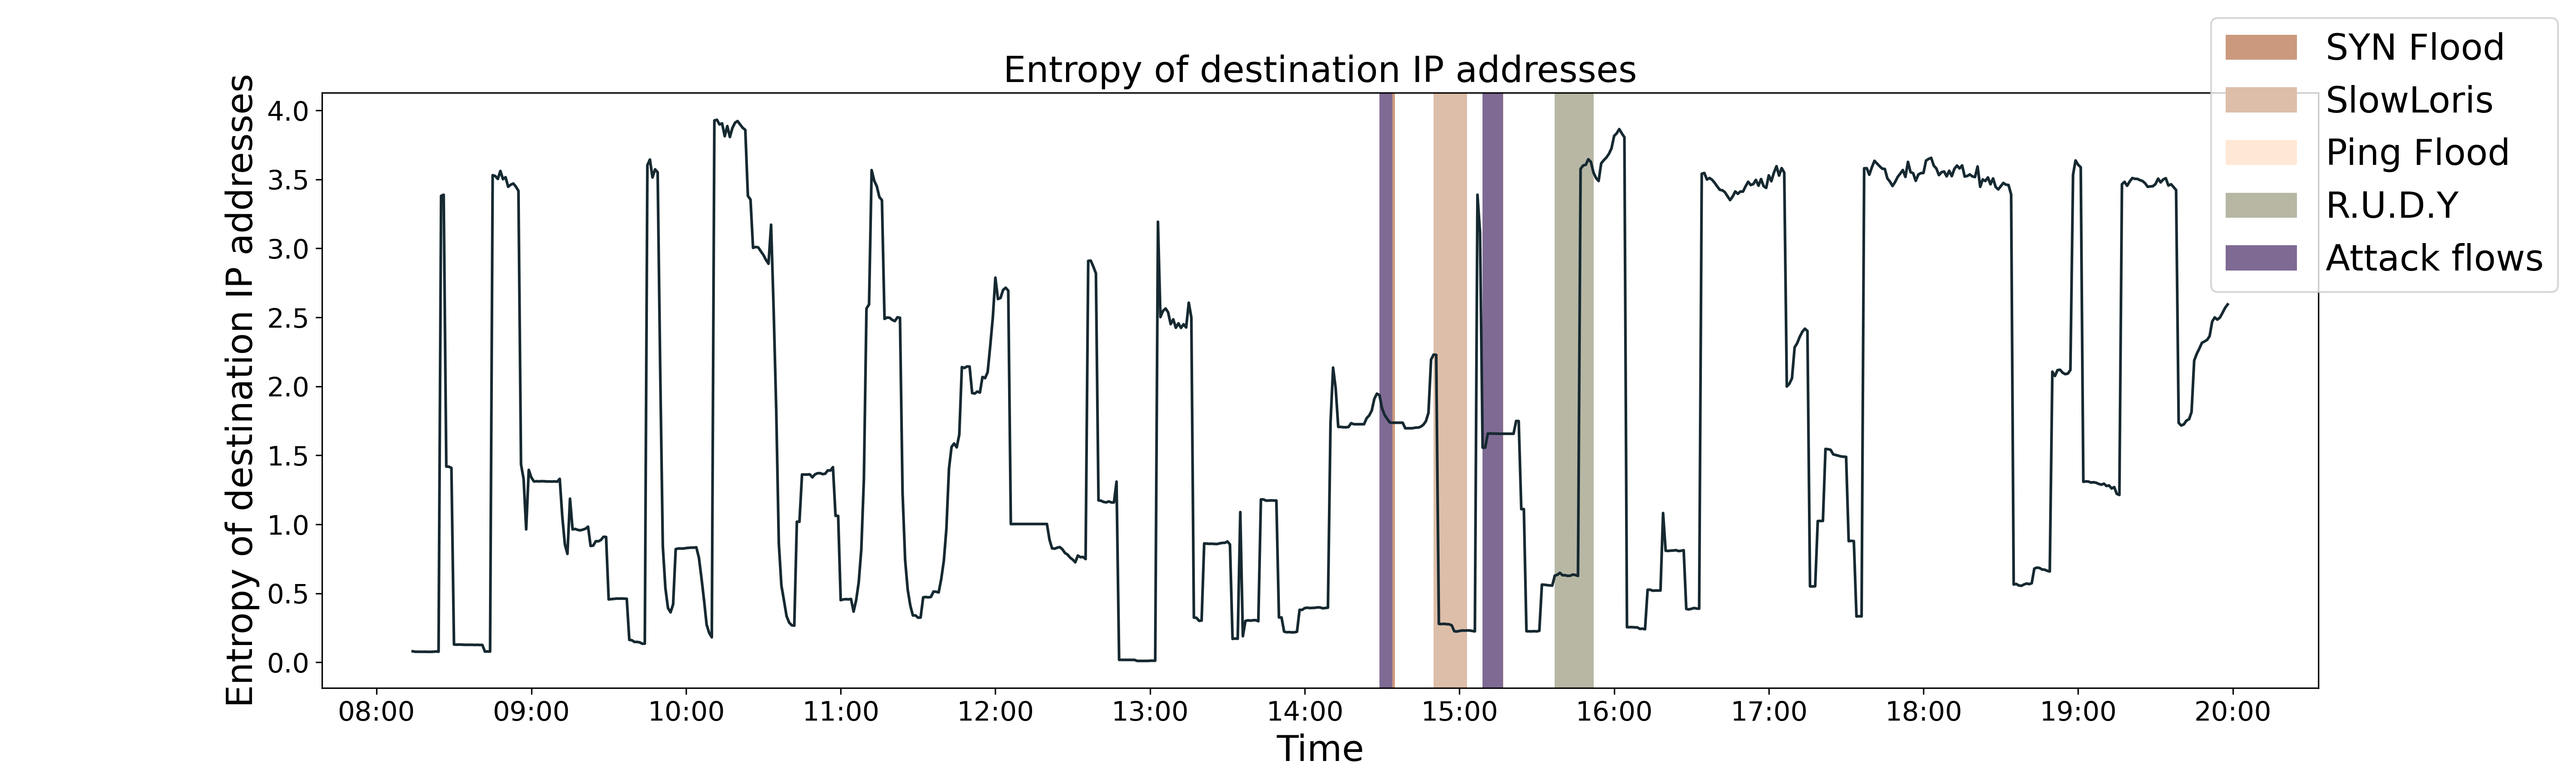 Entropy of destination IP addresses
SYN Flood
SlowLoris
Ping Flood
R.U.D.Y
Attack flows
Entropy of destination IP addresses
4.0
3.5
3.0
2.5
2.0
1.5
1.0
0.5
0.0
08:00 09:00 10:00 11:00 12:00 13:00 14:00 15:00 16:00 17:00 18:00 19:00 20:00
Time